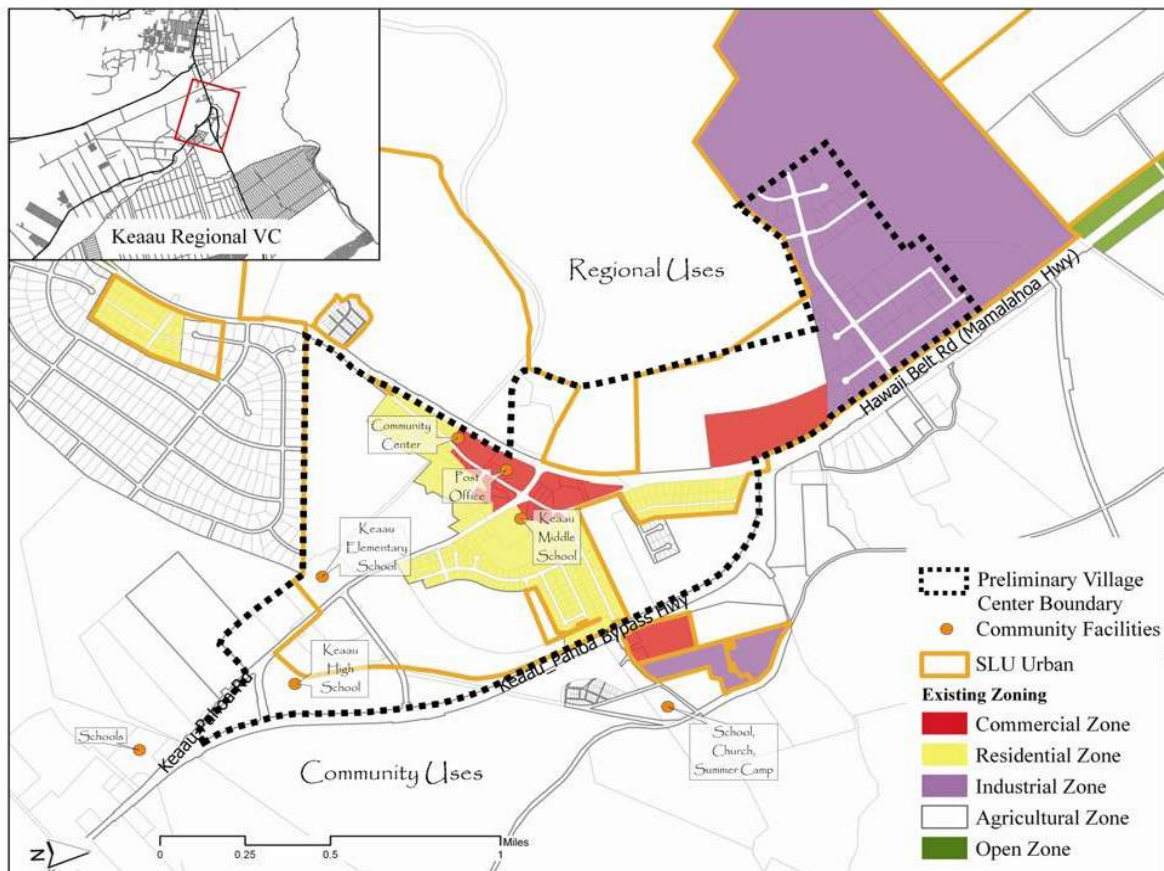 Keaau Regional VC
Regional Uses
Hawaii Belt Rd (Mamalahoa Hwy)
Community
Center
Post
Office
Keaau
Middle
School
Keaau
Elementary
School
Keaau
High
School
Keaau_Pahoa Bypass Hwy
Keaau-Pahoa Rd
Schools
School,
Church,
Summer Camp
Community Uses
Preliminary Village
Center Boundary
Community Facilities
SLU Urban
Existing Zoning
Commercial Zone
Residential Zone
Industrial Zone
Agricultural Zone
Open Zone
N
Miles
0 0.25 0.5 1